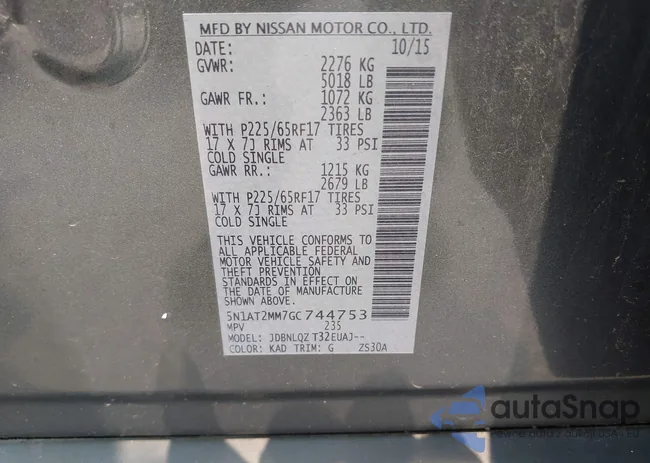 MFD BY NISSAN MOTOR CO., LTD.
DATE: 10/15
GVWR: 2276 KG
5018 LB
GAWR FR.: 1072 KG
2363 LB
WITH P225/65RF17 TIRES
17 X 7J RIMS AT 33 PSI
COLD SINGLE
GAWR RR.: 1215 KG
2679 LB
WITH P225/65RF17 TIRES
17 X 7J RIMS AT 33 PSI
COLD SINGLE
THIS VEHICLE CONFORMS TO
ALL APPLICABLE FEDERAL
MOTOR VEHICLE SAFETY AND
THEFT PREVENTION
STANDARDS IN EFFECT ON
THE DATE OF MANUFACTURE
SHOWN ABOVE.
5N1AT2MM7GC744753
MPV 235
MODEL: JDBNLQZ T32EUAJ--
COLOR: KAD TRIM: G ZS30A
autaSnap